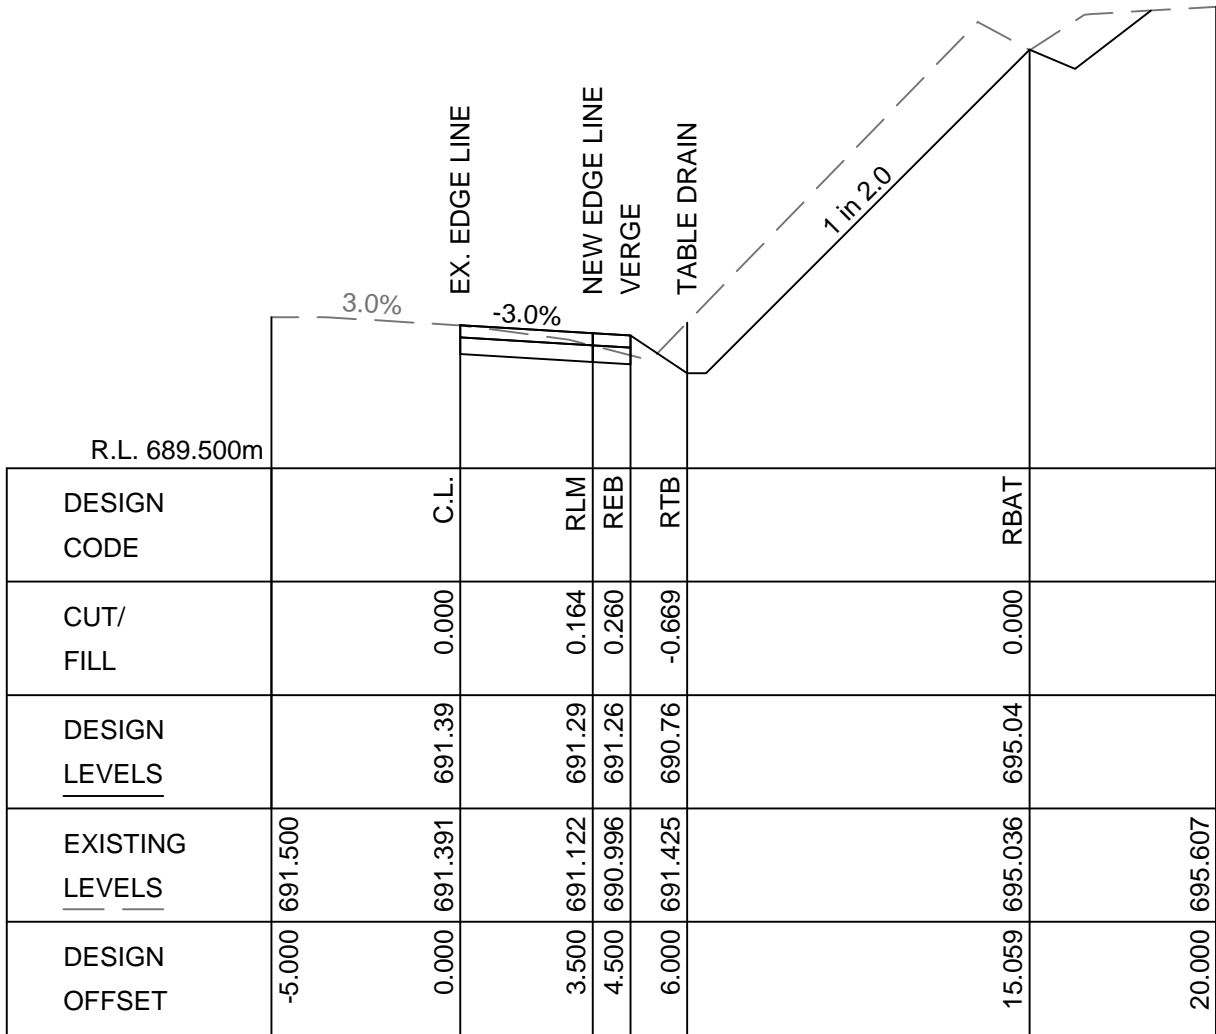 EX. EDGE LINE
NEW EDGE LINE
VERGE
TABLE DRAIN
3.0%
-3.0%
1 in 2.0
R.L. 689.500m
DESIGN
CODE
C.L.
RLM
REB
RTB
RBAT
CUT/
FILL
0.000
0.164
0.260
-0.669
0.000
DESIGN
LEVELS
691.39
691.29
691.26
690.76
695.04
EXISTING
LEVELS
691.500
691.391
691.122
690.996
691.425
695.036
695.607
DESIGN
OFFSET
-5.000
0.000
3.500
4.500
6.000
15.059
20.000